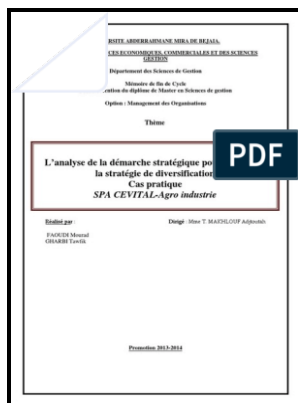 RSITE ABDERRAHMANE MIRA DE BEJAIA.
CES ECONOMIQUES, COMMERCIALES ET DES SCIENCES
GESTION
Département des Sciences de Gestion
Mémoire de fin de Cycle
ention du diplôme de Master en Sciences de gestion
Option : Management des Organisations
Thème
PDF
L'analyse de la démarche stratégique po
la stratégie de diversification
Cas pratique
SPA CEVITAL-Agro industrie
Réalisé par :
Dirigé : Mme T. MAKHLOUF
FAOUDI Mourad
GHARBI Tawfik
Promotion 2013-2014